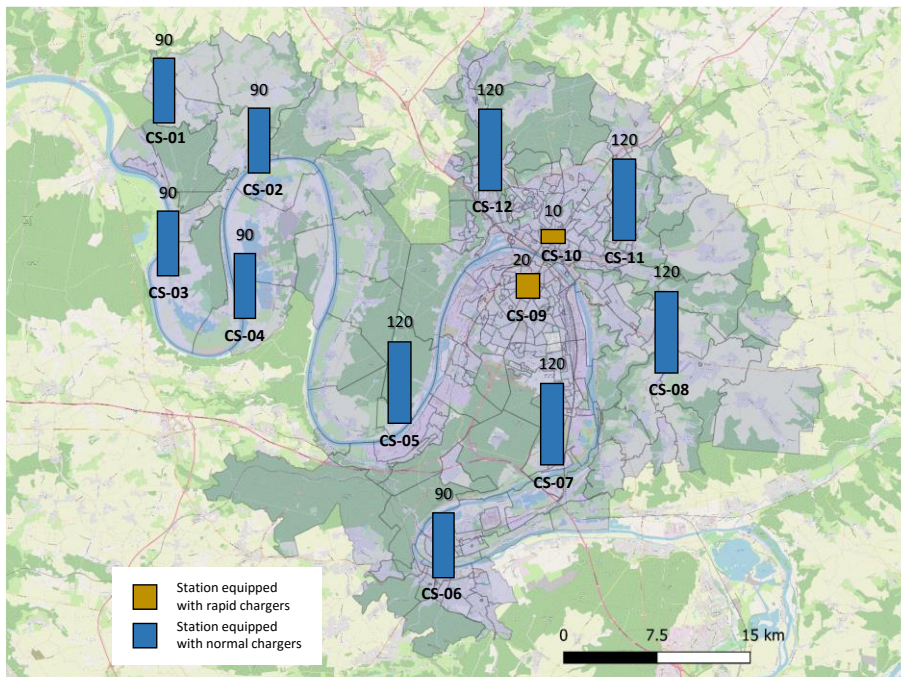 90
CS-01
90
CS-02
120
CS-12
120
CS-11
90
CS-03
90
CS-04
10
CS-10
20
CS-09
120
CS-08
120
CS-05
120
CS-07
90
CS-06
Station equipped
with rapid chargers
Station equipped
with normal chargers
0
7.5
15 km